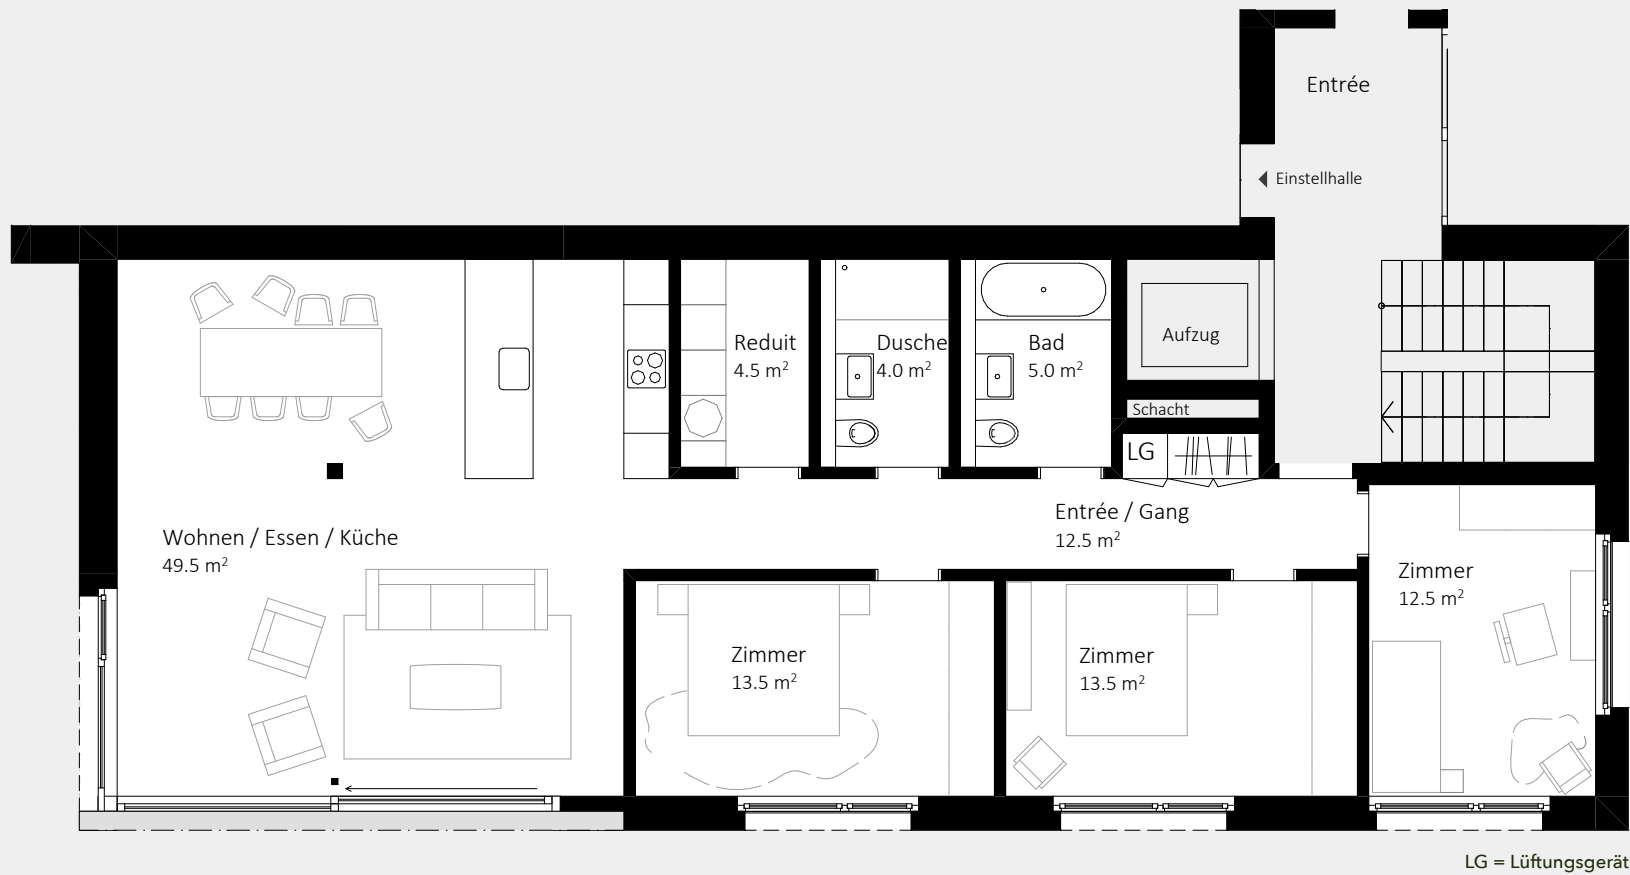 Entrée
Einstellhalle
Reduit
4.5 m²
Dusche
4.0 m²
Bad
5.0 m²
Aufzug
Schacht
LG
Entrée / Gang
12.5 m²
Wohnen / Essen / Küche
49.5 m²
Zimmer
12.5 m²
Zimmer
13.5 m²
Zimmer
13.5 m²
LG = Lüftungsgerät